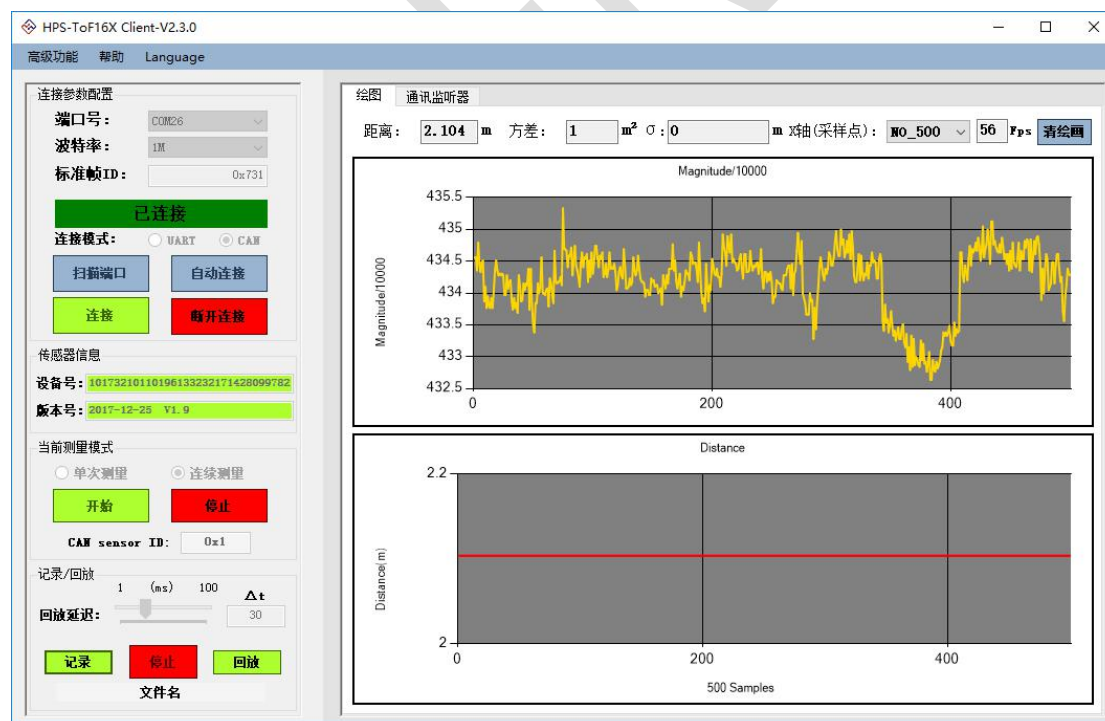 HPS-ToF16X Client-V2.3.0
高级功能 帮助 Language
连接参数配置
端口号： COM26
波特率： 1M
标准帧ID： 0x731
已连接
连接模式： UART CAN
扫描端口 自动连接
连接 断开连接
传感器信息
设备号： 10173210110196133232171428099782
版本号： 2017-12-25 V1.9
当前测量模式
单次测量 连续测量
开始 停止
CAN sensor ID: 0x1
记录/回放
1 (ms) 100 Δt
回放延迟： 30
记录 停止 回放
文件名
绘图 通讯监听器
距离： 2.104 m 方差： 1 m² σ: 0 m X轴(采样点)： NO_500 56 Fps 清绘画
Magnitude/10000
Magnitude/10000
435.5
435
434.5
434
433.5
433
432.5
0 200 400
Distance
Distance(m)
2.2
2
0 200 400
500 Samples